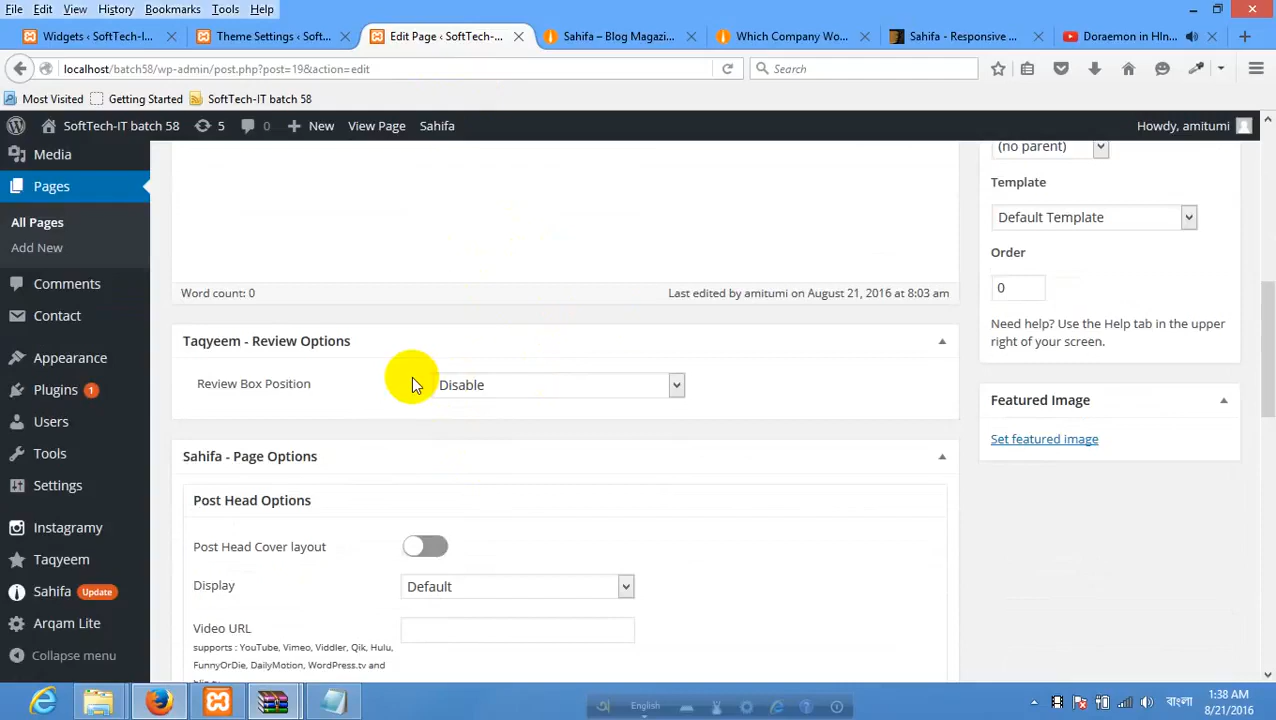 File Edit View History Bookmarks Tools Help
Widgets < SoftTech-I... Theme Settings < Soft... Edit Page < SoftTech-... Sahifa – Blog Magazi... Which Company Wo... Sahifa - Responsive ... Doraemon in HIn...
localhost/batch58/wp-admin/post.php?post=19&action=edit
Search
Most Visited Getting Started SoftTech-IT batch 58
SoftTech-IT batch 58 5 0 New View Page Sahifa Howdy, amitumi
Media
Pages
All Pages
Add New
Comments
Contact
Appearance
Plugins 1
Users
Tools
Settings
Instagramy
Taqyeem
Sahifa Update
Arqam Lite
Collapse menu
Word count: 0 Last edited by amitumi on August 21, 2016 at 8:03 am
Taqyeem - Review Options
Review Box Position Disable
Sahifa - Page Options
Post Head Options
Post Head Cover layout
Display Default
Video URL
supports : YouTube, Vimeo, Viddler, Qik, Hulu,
FunnyOrDie, DailyMotion, WordPress.tv and
(no parent)
Template
Default Template
Order
0
Need help? Use the Help tab in the upper
right of your screen.
Featured Image
Set featured image
English
বাংলা
1:38 AM
8/21/2016